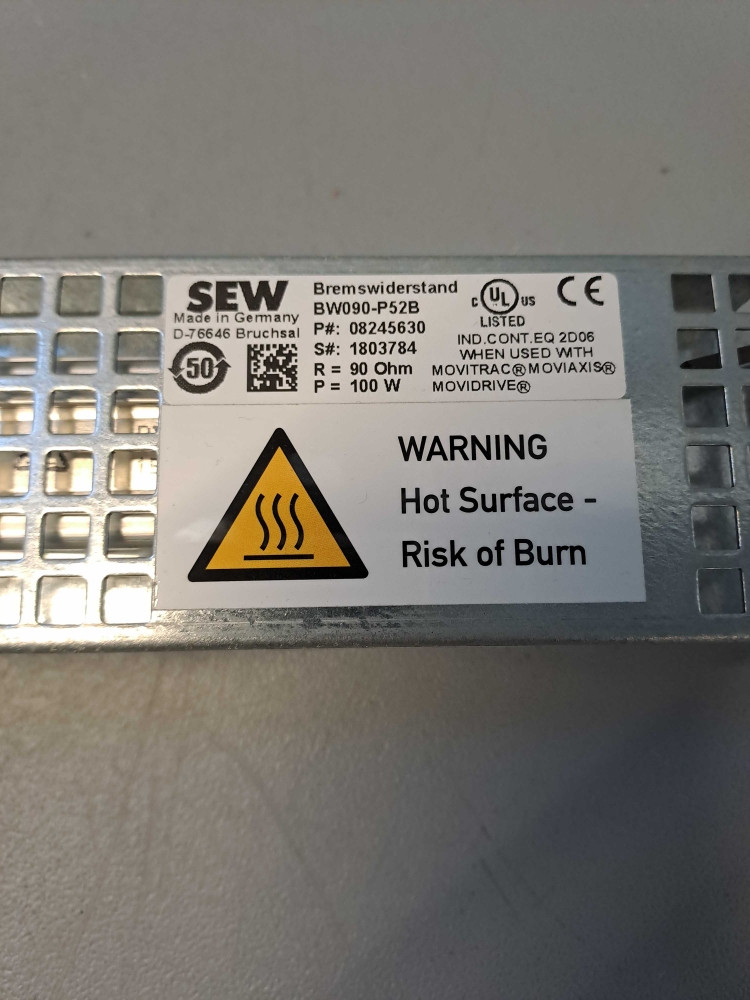 SEW
Made in Germany
D-76646 Bruchsal
50
Bremswiderstand
BW090-P52B
P#: 08245630
S#: 1803784
R = 90 Ohm
P = 100 W
c UL us
LISTED
CE
IND.CONT.EQ 2D06
WHEN USED WITH
MOVITRAC® MOVIAXIS®
MOVIDRIVE®
WARNING
Hot Surface -
Risk of Burn